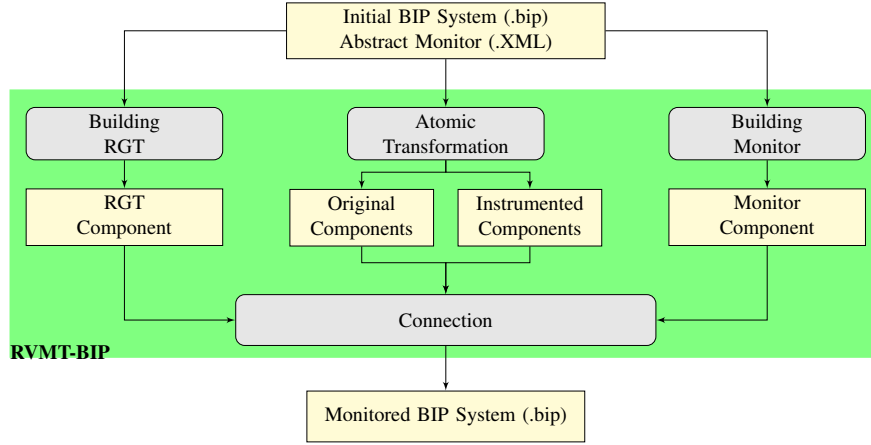 Initial BIP System (.bip)
Abstract Monitor (.XML)
Building
RGT
Atomic
Transformation
Building
Monitor
RGT
Component
Original
Components
Instrumented
Components
Monitor
Component
Connection
RVMT-BIP
Monitored BIP System (.bip)